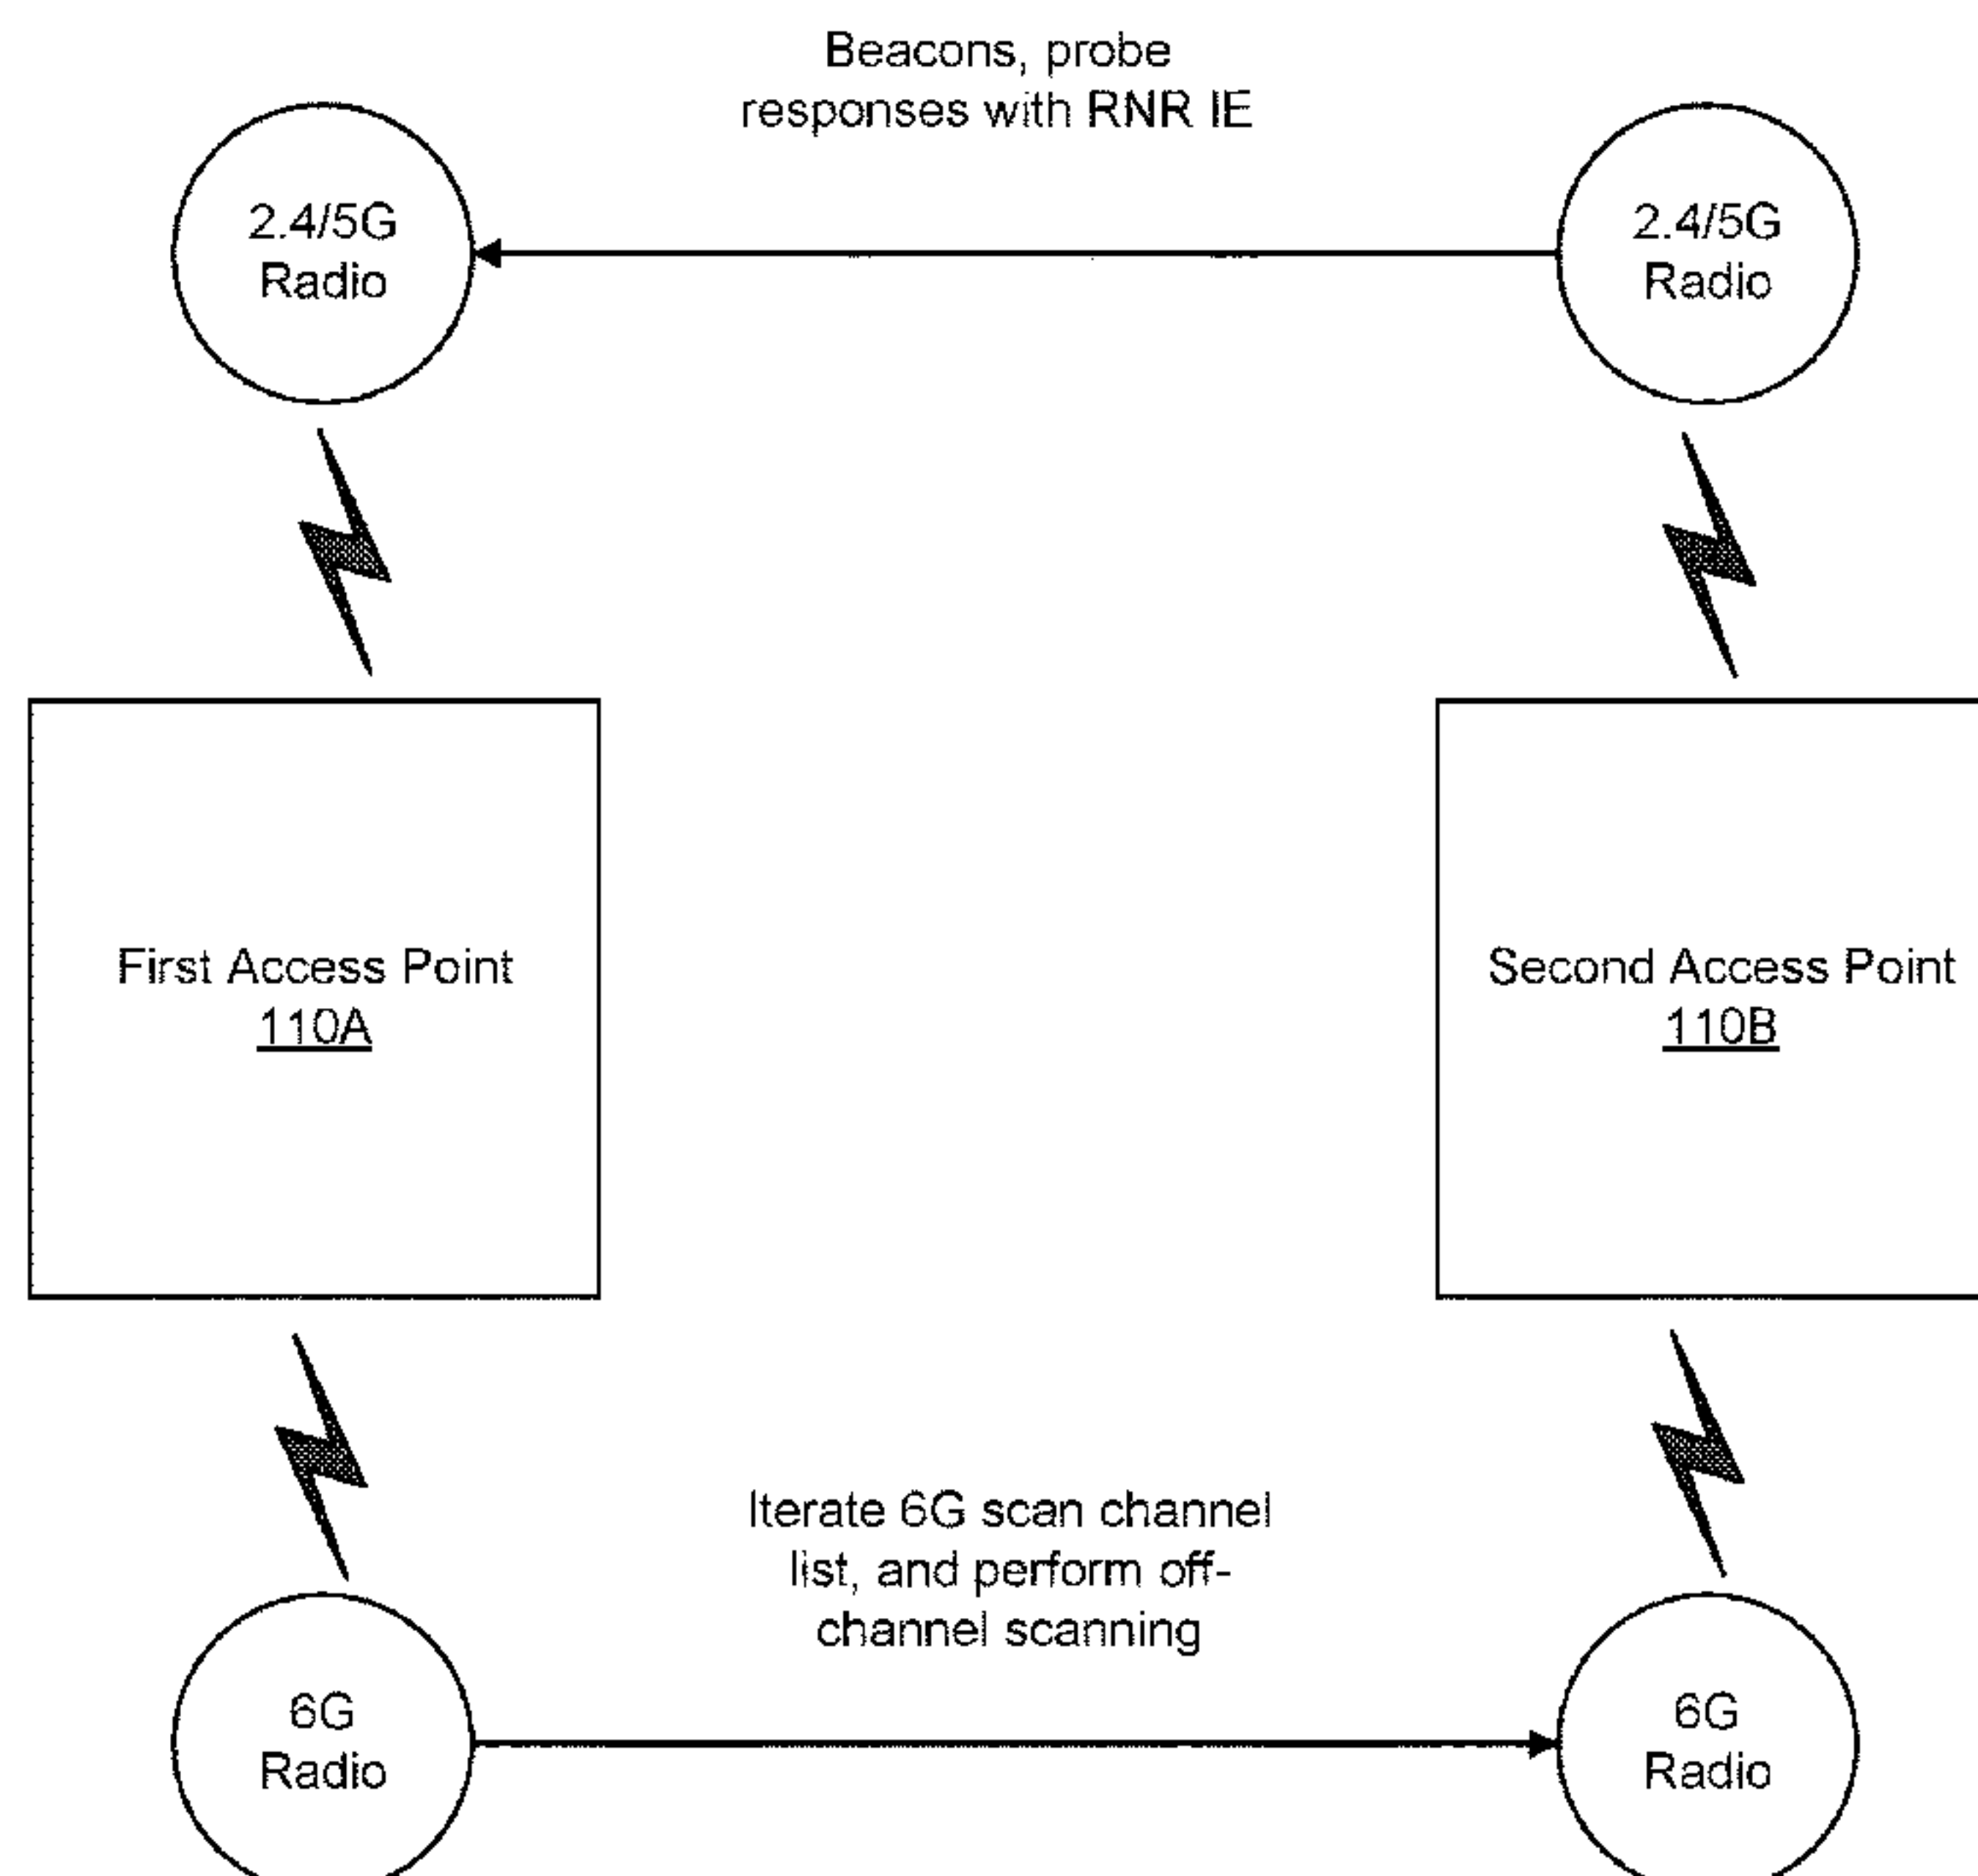 Beacons, probe
responses with RNR IE
2.4/5G
Radio
2.4/5G
Radio
First Access Point
110A
Second Access Point
110B
Iterate 6G scan channel
list, and perform off-
channel scanning
6G
Radio
6G
Radio